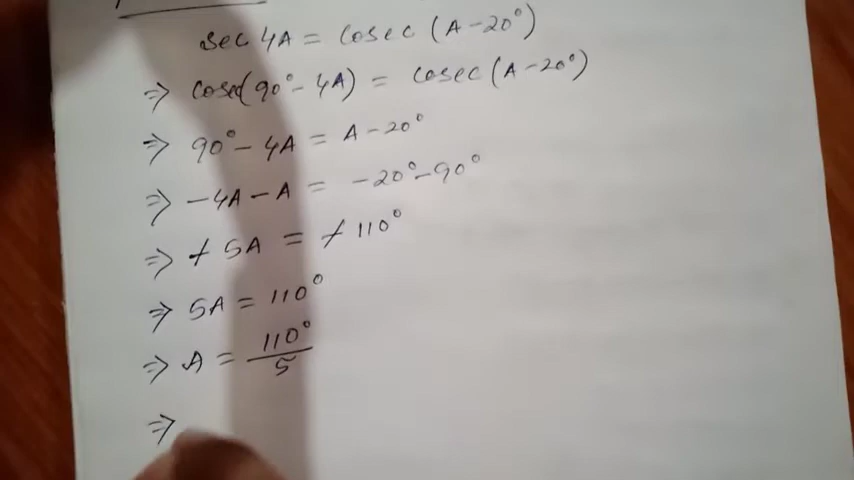 sec 4A = cosec (A - 20°)
⇒ cosec(90° - 4A) = cosec (A - 20°)
⇒ 90° - 4A = A - 20°
⇒ -4A - A = -20° - 90°
⇒ -5A = -110°
⇒ 5A = 110°
⇒ A = 110°/5
⇒